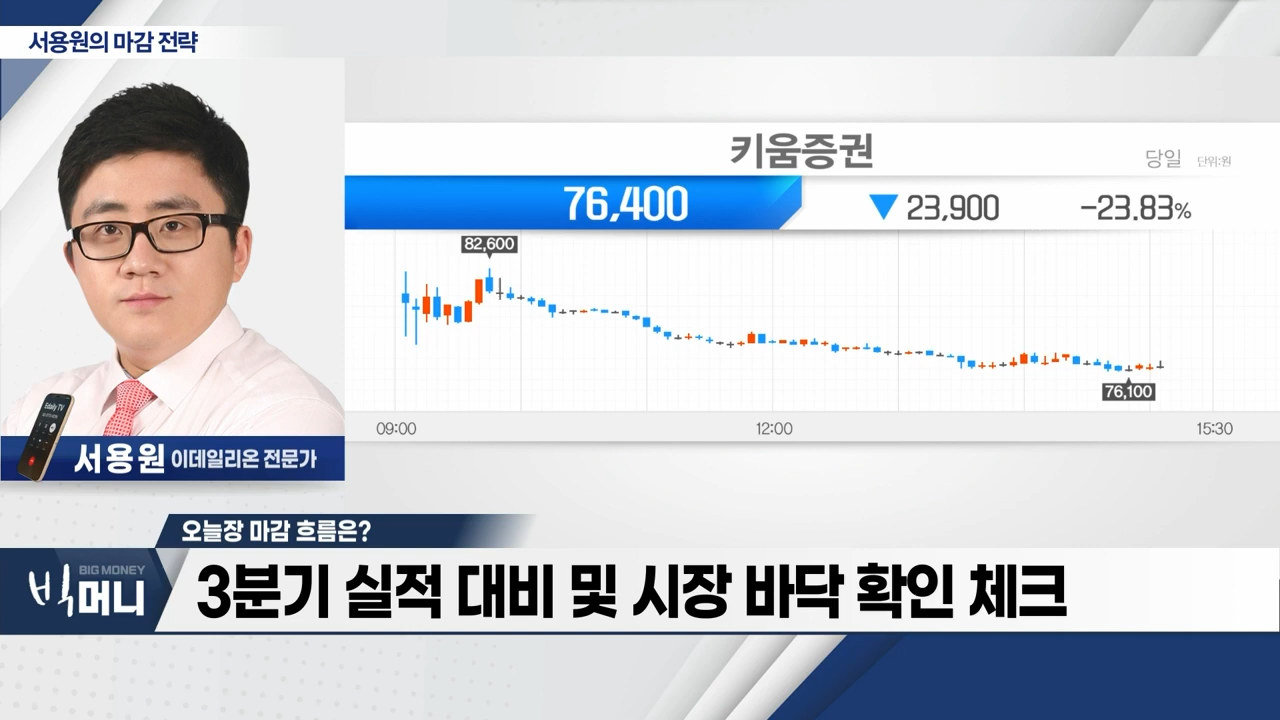 서용원의 마감 전략
키움증권
당일 단위:원
76,400 ▼ 23,900 -23.83%
82,600
76,100
09:00 12:00 15:30
Edaily TV
서용원 이데일리온 전문가
오늘장 마감 흐름은?
BIG MONEY
빅머니
3분기 실적 대비 및 시장 바닥 확인 체크